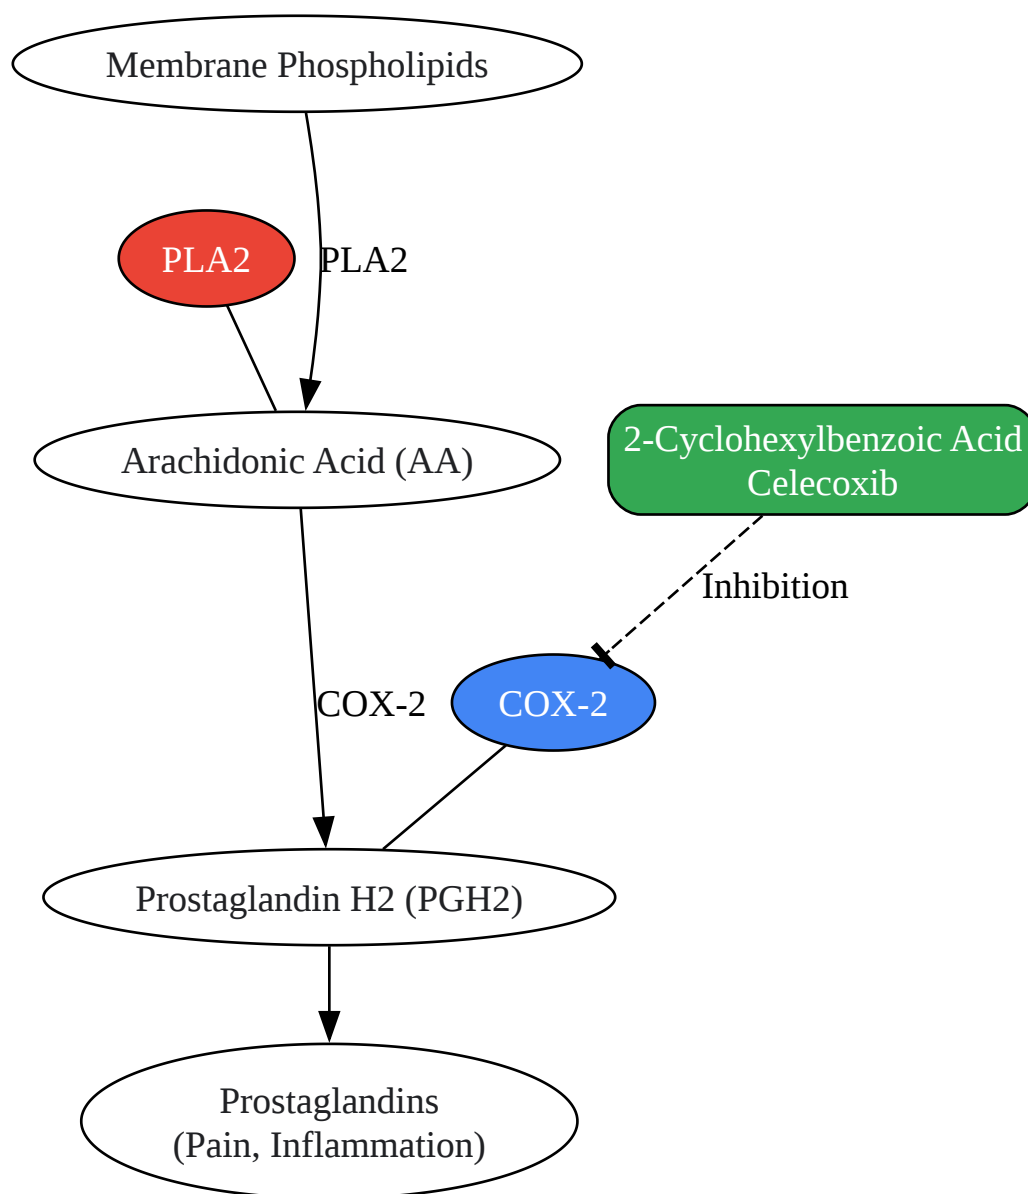 Membrane Phospholipids
PLA2
PLA2
Arachidonic Acid (AA)
2-Cyclohexylbenzoic Acid
Celecoxib
Inhibition
COX-2
COX-2
Prostaglandin H2 (PGH2)
Prostaglandins
(Pain, Inflammation)